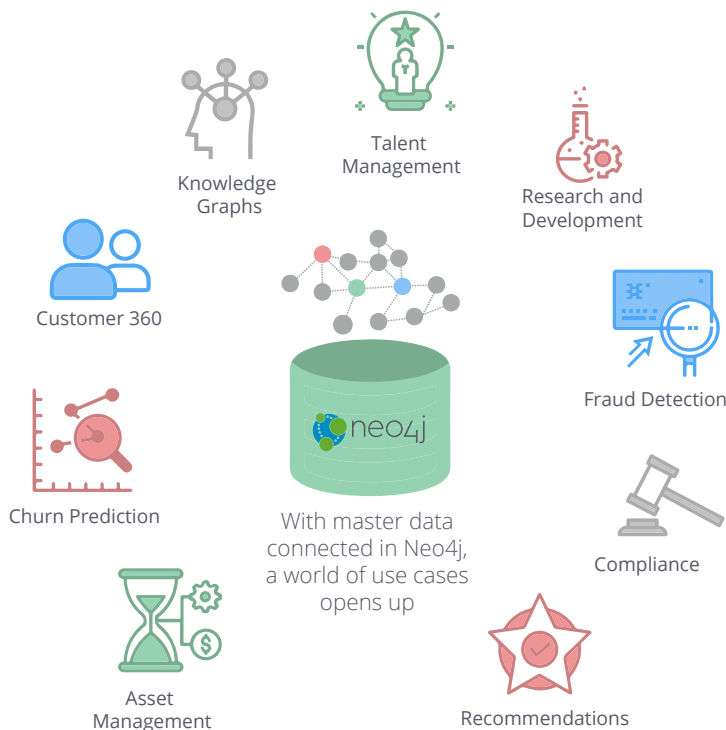 Talent
Management
Knowledge
Graphs
Research and
Development
Customer 360
Fraud Detection
neo4j
Churn Prediction
With master data
connected in Neo4j,
a world of use cases
opens up
Compliance
$
Asset
Management
Recommendations